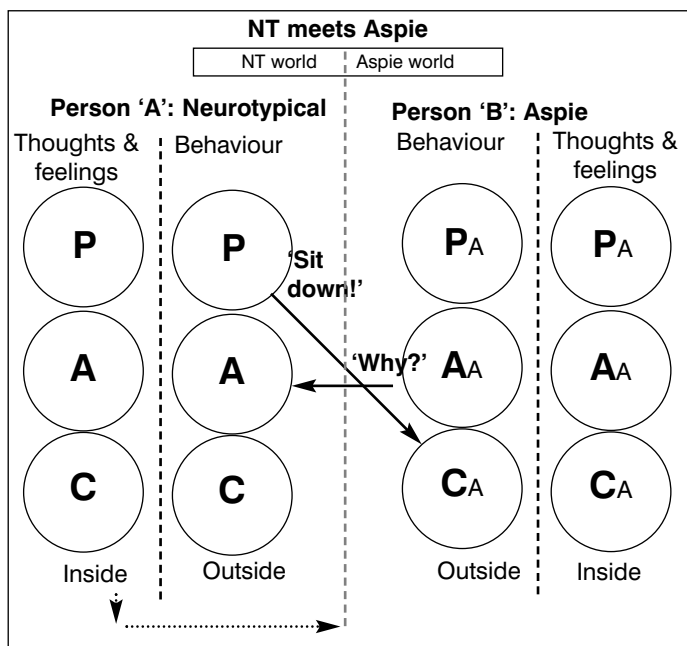 NT meets Aspie
NT world
Aspie world
Person ‘A’: Neurotypical
Person ‘B’: Aspie
Thoughts &
feelings
Behaviour
Behaviour
Thoughts &
feelings
P
P
PA
PA
‘Sit
down!’
‘Why?’
A
A
AA
AA
C
C
CA
CA
Inside
Outside
Outside
Inside